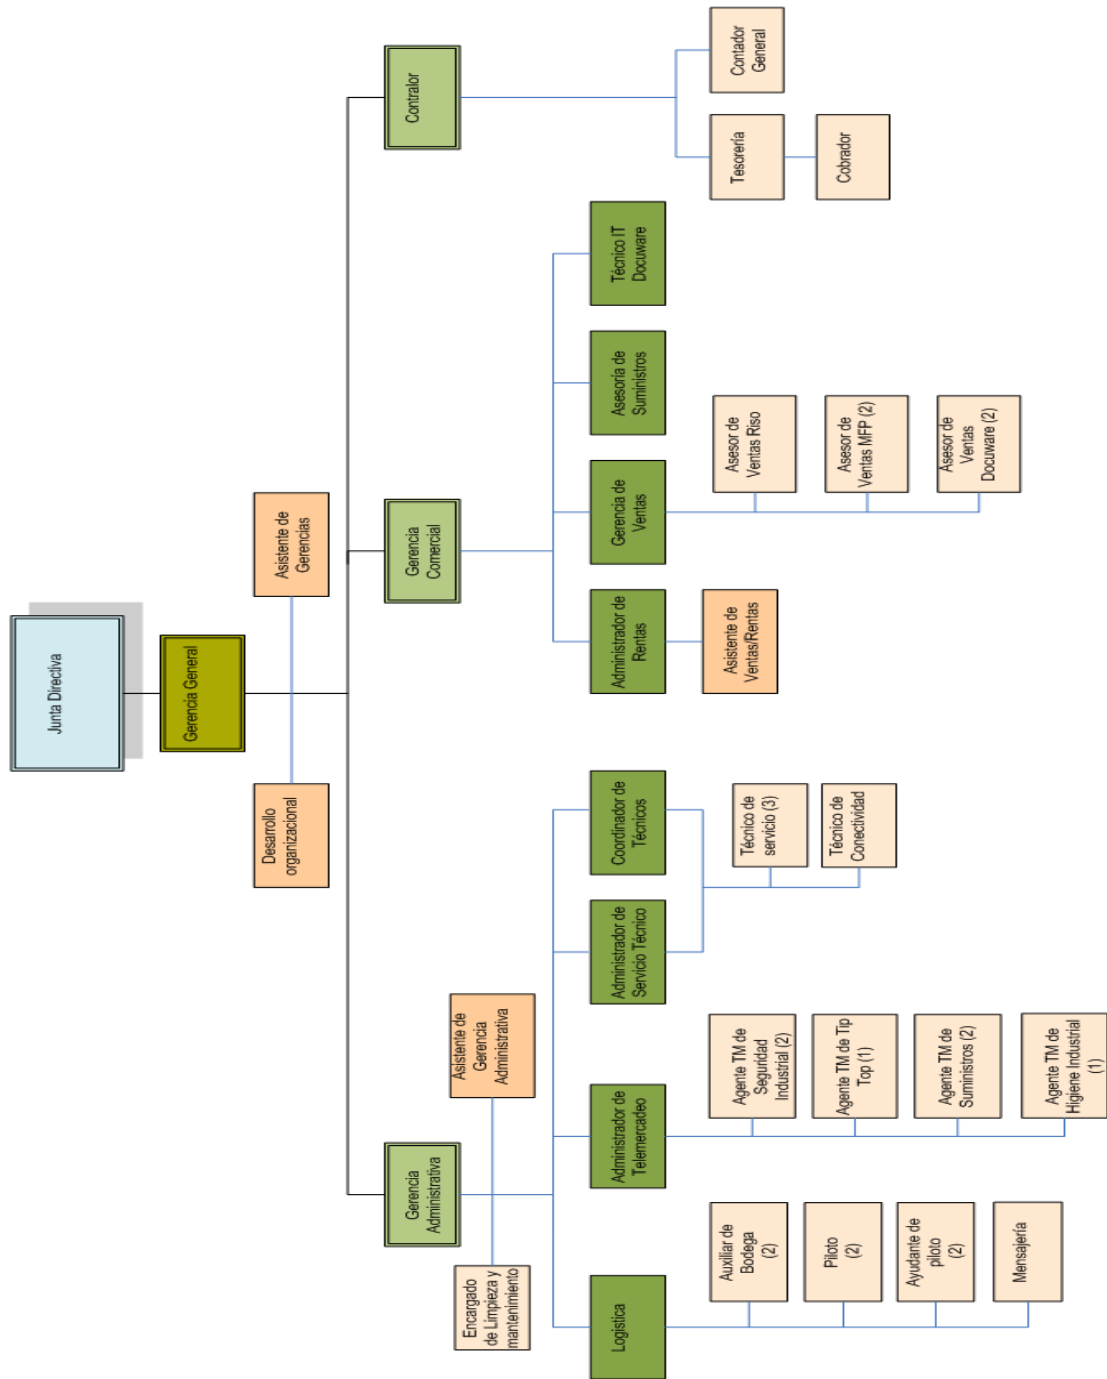 Junta Directiva
Gerencia General
Desarrollo
organizacional
Asistente de
Gerencias
Gerencia
Administrativa
Gerencia
Comercial
Contralor
Encargado
de Limpieza y
mantenimiento
Asistente de
Gerencia
Administrativa
Logística
Administrador de
Telemercadeo
Administrador de
Servicio Técnico
Coordinador de
Técnicos
Administrador de
Rentas
Gerencia de
Ventas
Asesoría de
Suministros
Técnico IT
Docuware
Auxiliar de
Bodega
(2)
Piloto
(2)
Ayudante de
piloto
(2)
Mensajería
Agente TM de
Seguridad
Industrial (2)
Agente TM de Tip
Top (1)
Agente TM de
Suministros (2)
Agente TM de
Higiene Industrial
(1)
Técnico de
servicio (3)
Técnico de
Conectividad
Asistente de
Ventas/Rentas
Asesor de
Ventas Riso
Asesor de
Ventas MFP (2)
Asesor de
Ventas
Docuware (2)
Tesorería
Contador
General
Cobrador